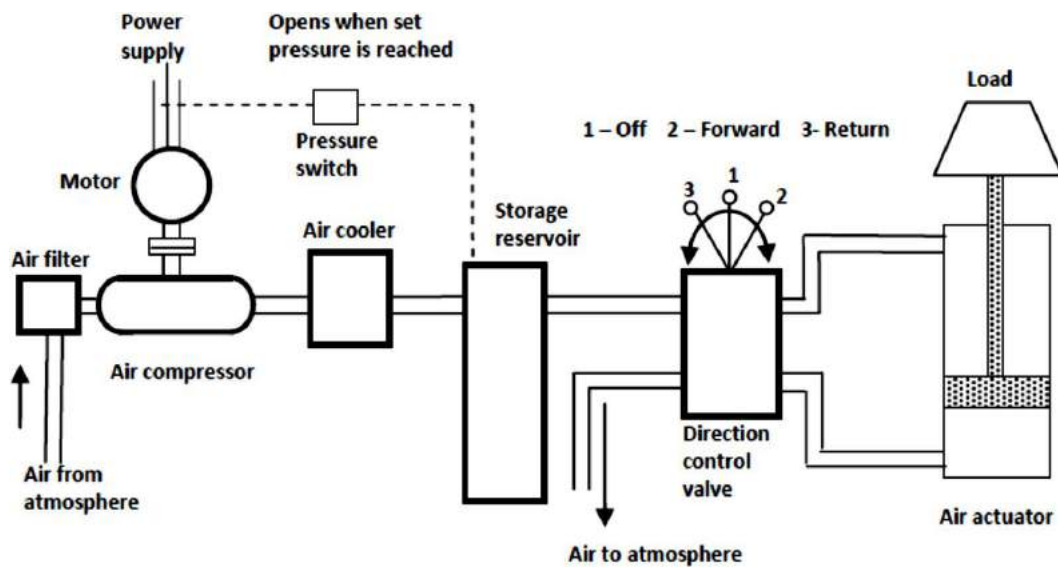 Power
supply
Opens when set
pressure is reached
Load
1 – Off 2 – Forward 3- Return
Pressure
switch
Motor
1
3
2
Storage
reservoir
Air cooler
Air filter
Air compressor
Direction
control
valve
Air from
atmosphere
Air actuator
Air to atmosphere